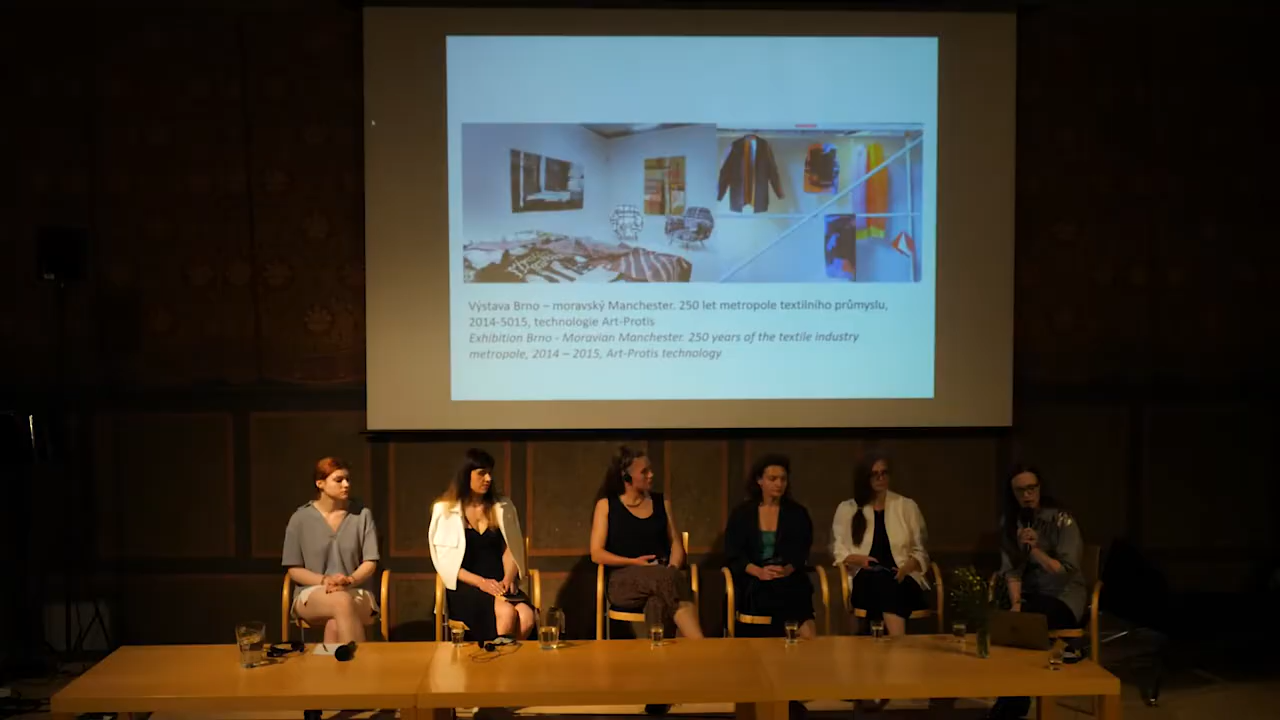 Výstava Brno – moravský Manchester. 250 let metropole textilního průmyslu,
2014-5015, technologie Art-Protis
Exhibition Brno - Moravian Manchester. 250 years of the textile industry
metropole, 2014 – 2015, Art-Protis technology